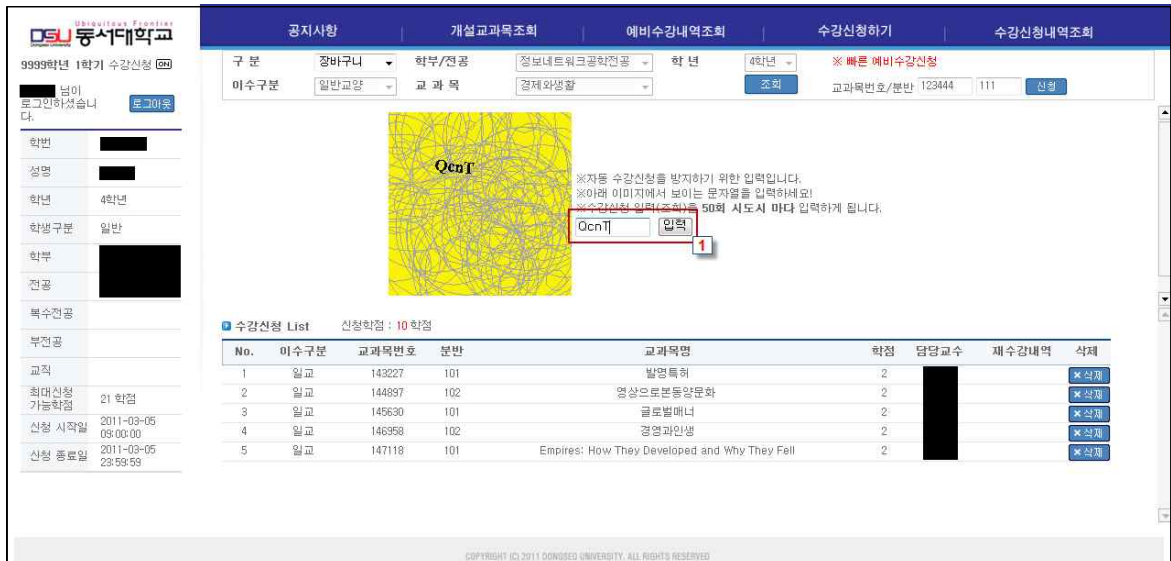 Ubiquitous Frontier
DSU 동서대학교
Dongseo University
공지사항 개설교과목조회 예비수강내역조회 수강신청하기 수강신청내역조회
9999학년 1학기 수강신청 ON
님이
로그인하셨습니
다.
로그아웃
구 분 장바구니 학부/전공 정보네트워크공학전공 학 년 4학년 ※ 빠른 예비수강신청
이수구분 일반교양 교 과 목 경제와생활 조회 교과목번호/분반 123444 111 신청
학번
성명
학년 4학년
학생구분 일반
학부
전공
복수전공
부전공
교직
최대신청
가능학점 21 학점
신청 시작일 2011-03-05
09:00:00
신청 종료일 2011-03-05
23:59:59
QcnT
※자동 수강신청을 방지하기 위한 입력입니다.
※아래 이미지에서 보이는 문자열을 입력하세요!
※수강신청 입력(조회)을 50회 시도시 마다 입력하게 됩니다.
QcnT 입력
1
수강신청 List 신청학점 : 10 학점
No. 이수구분 교과목번호 분반 교과목명 학점 담당교수 재수강내역 삭제
1 일교 143227 101 발명특허 2 × 삭제
2 일교 144897 102 영상으로본동양문화 2 × 삭제
3 일교 145630 101 글로벌매너 2 × 삭제
4 일교 146958 102 경영과인생 2 × 삭제
5 일교 147118 101 Empires: How They Developed and Why They Fell 2 × 삭제
COPYRIGHT (C) 2011 DONGSEO UNIVERSITY. ALL RIGHTS RESERVED